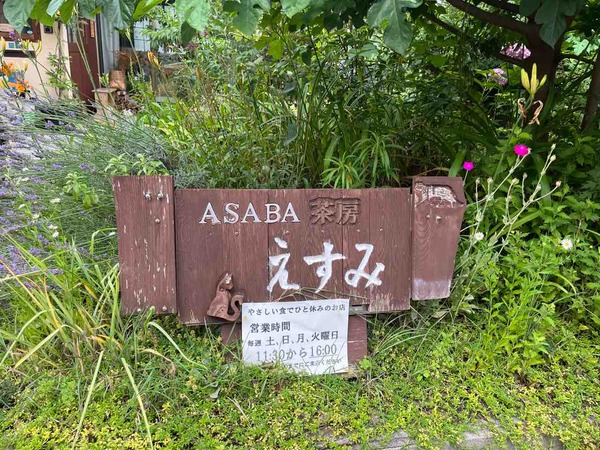 ASABA 茶房
えすみ
やさしい食でひと休みのお店
営業時間
毎週 土、日、月、火曜日
11:30から16:00